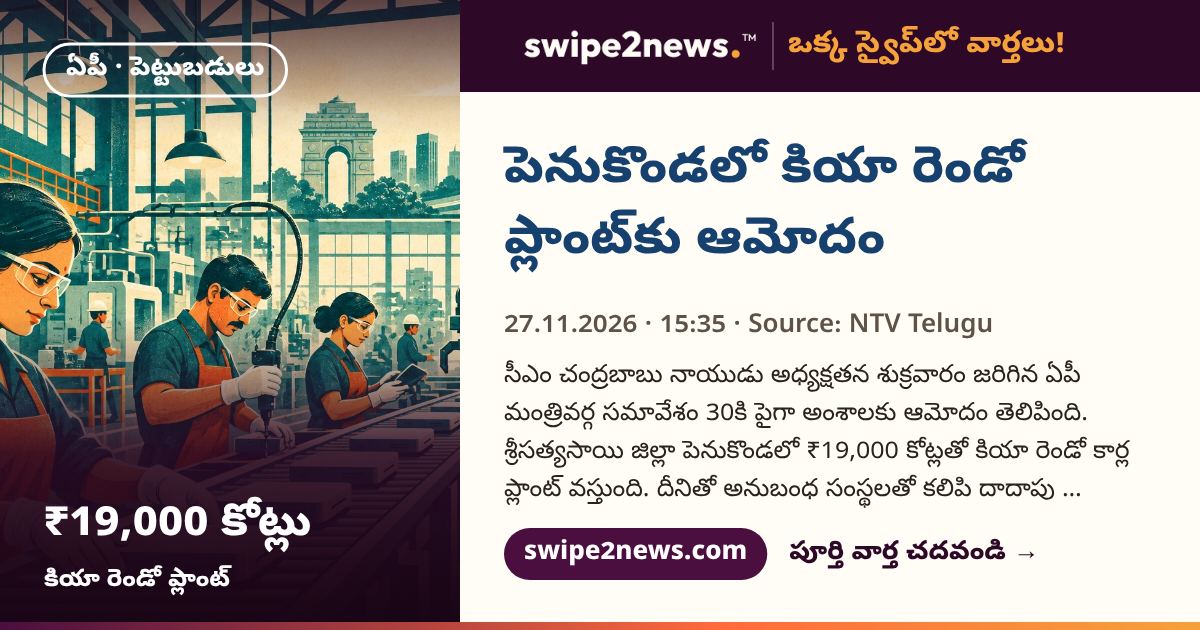 ఏపీ · పెట్టుబడులు
₹19,000 కోట్లు
కియా రెండో ప్లాంట్
swipe2news.™ ఒక్క స్వైప్‌లో వార్తలు!
పెనుకొండలో కియా రెండో
ప్లాంట్‌కు ఆమోదం
27.11.2026 · 15:35 · Source: NTV Telugu
సీఎం చంద్రబాబు నాయుడు అధ్యక్షతన శుక్రవారం జరిగిన ఏపీ
మంత్రివర్గ సమావేశం 30కి పైగా అంశాలకు ఆమోదం తెలిపింది.
శ్రీసత్యసాయి జిల్లా పెనుకొండలో ₹19,000 కోట్లతో కియా రెండో కార్ల
ప్లాంట్ వస్తుంది. దీనితో అనుబంధ సంస్థలతో కలిపి దాదాపు ...
swipe2news.com పూర్తి వార్త చదవండి →